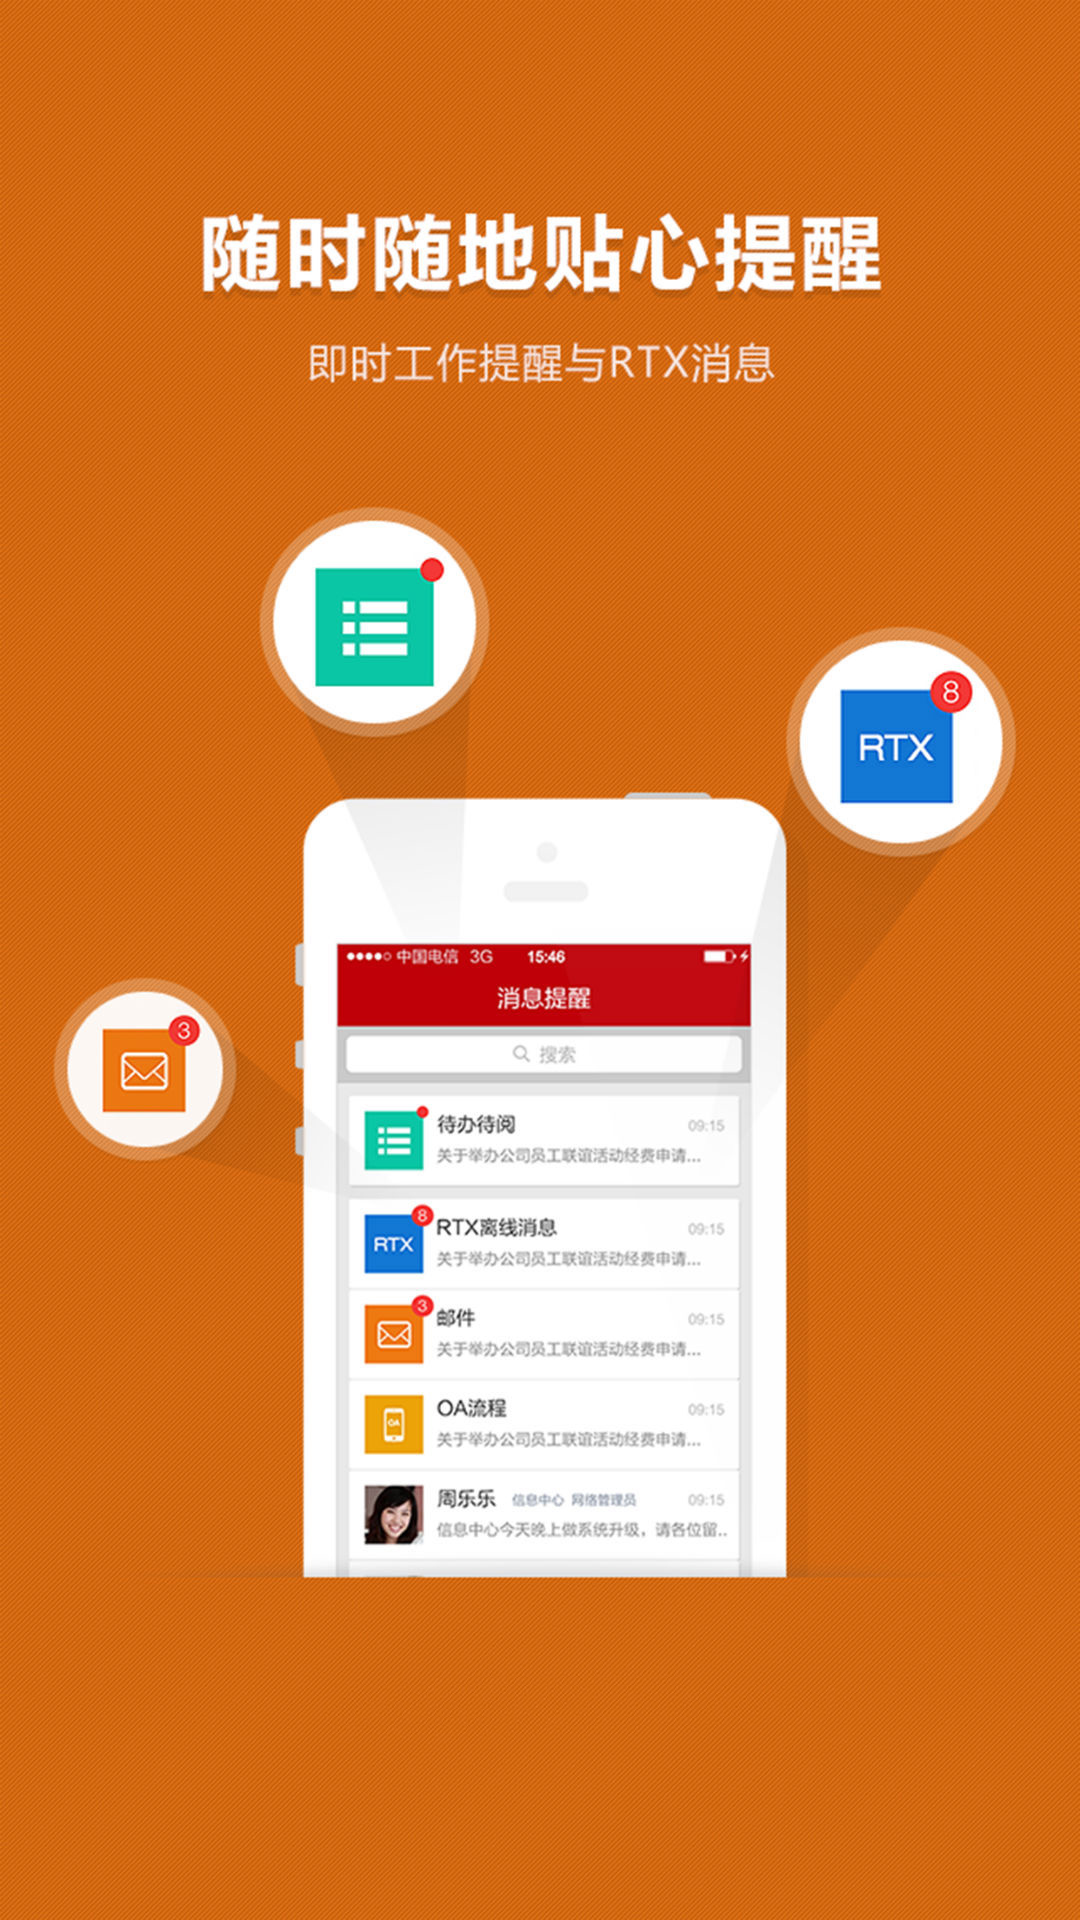 随时随地贴心提醒
即时工作提醒与RTX消息
8
RTX
中国电信 3G 15:46
消息提醒
3
搜索
待办待阅 09:15
关于举办公司员工联谊活动经费申请...
8
RTX
RTX离线消息 09:15
关于举办公司员工联谊活动经费申请...
3
邮件 09:15
关于举办公司员工联谊活动经费申请...
OA
OA流程 09:15
关于举办公司员工联谊活动经费申请...
周乐乐 信息中心 网络管理员 09:15
信息中心今天晚上做系统升级，请各位留..